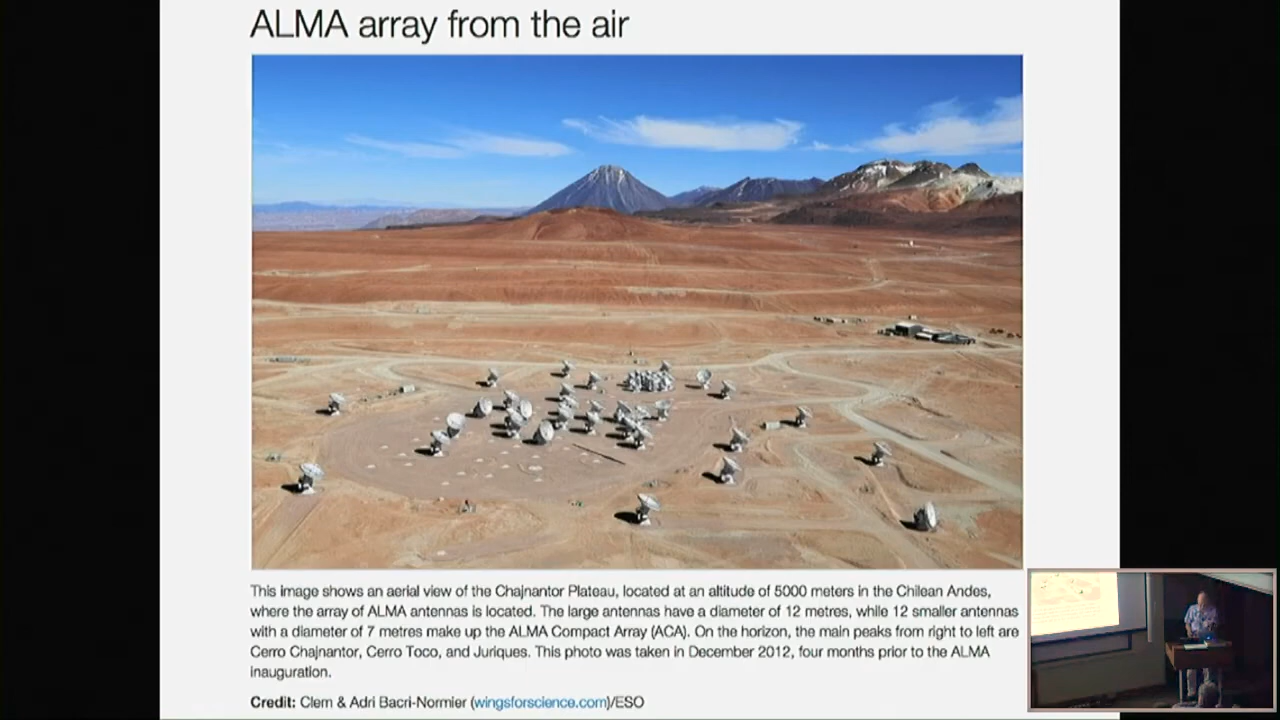 ALMA array from the air
This image shows an aerial view of the Chajnantor Plateau, located at an altitude of 5000 meters in the Chilean Andes,
where the array of ALMA antennas is located. The large antennas have a diameter of 12 metres, while 12 smaller antennas
with a diameter of 7 metres make up the ALMA Compact Array (ACA). On the horizon, the main peaks from right to left are
Cerro Chajnantor, Cerro Toco, and Juriques. This photo was taken in December 2012, four months prior to the ALMA
inauguration.
Credit: Clem & Adri Bacri-Normier (wingsforscience.com)/ESO